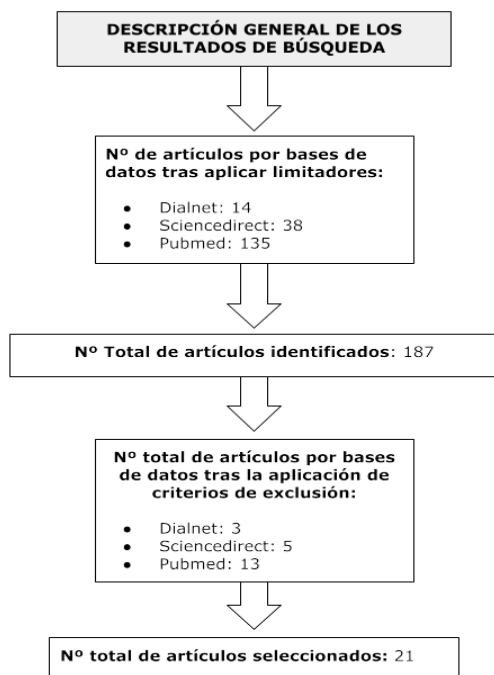 DESCRIPCIÓN GENERAL DE LOS
RESULTADOS DE BÚSQUEDA
Nº de artículos por bases de
datos tras aplicar limitadores:
● Dialnet: 14
● Sciencedirect: 38
● Pubmed: 135
Nº Total de artículos identificados: 187
Nº total de artículos por bases
de datos tras la aplicación de
criterios de exclusión:
● Dialnet: 3
● Sciencedirect: 5
● Pubmed: 13
Nº total de artículos seleccionados: 21